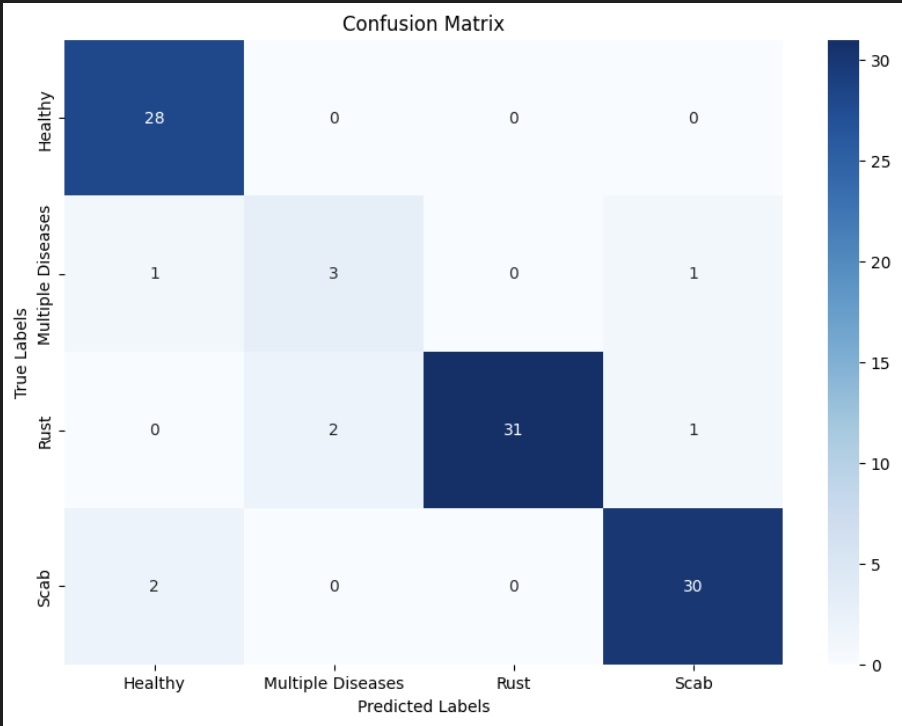 Confusion Matrix
True Labels
Healthy
28 0 0 0
Multiple Diseases
1 3 0 1
Rust
0 2 31 1
Scab
2 0 0 30
Healthy Multiple Diseases Rust Scab
Predicted Labels
30
25
20
15
10
5
0